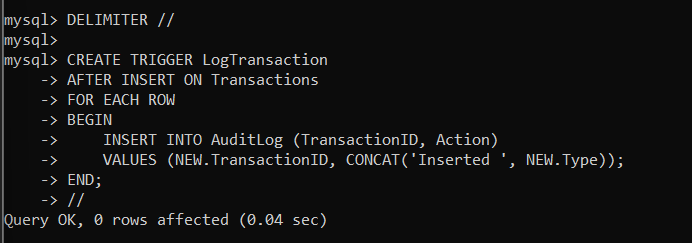 mysql> DELIMITER //
mysql>
mysql> CREATE TRIGGER LogTransaction
    -> AFTER INSERT ON Transactions
    -> FOR EACH ROW
    -> BEGIN
    ->     INSERT INTO AuditLog (TransactionID, Action)
    ->     VALUES (NEW.TransactionID, CONCAT('Inserted ', NEW.Type));
    -> END;
    -> //
Query OK, 0 rows affected (0.04 sec)